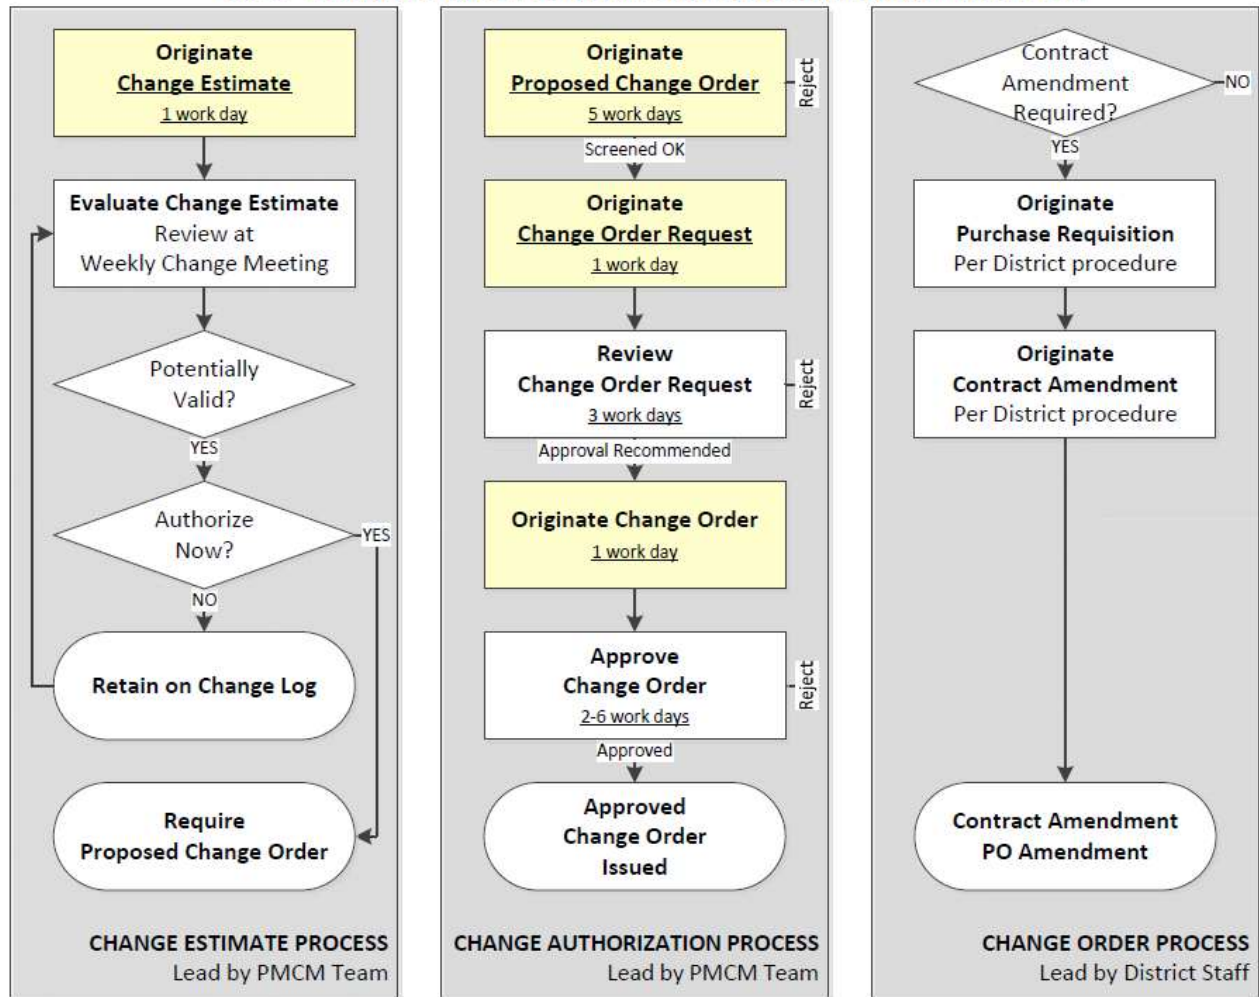 Originate
Change Estimate
1 work day
Evaluate Change Estimate
Review at
Weekly Change Meeting
Potentially
Valid?
YES
Authorize
Now?
YES
NO
Retain on Change Log
Require
Proposed Change Order
CHANGE ESTIMATE PROCESS
Lead by PMCM Team
Originate
Proposed Change Order
5 work days
Reject
Screened OK
Originate
Change Order Request
1 work day
Review
Change Order Request
3 work days
Reject
Approval Recommended
Originate Change Order
1 work day
Approve
Change Order
2-6 work days
Reject
Approved
Approved
Change Order
Issued
CHANGE AUTHORIZATION PROCESS
Lead by PMCM Team
Contract
Amendment
Required?
NO
YES
Originate
Purchase Requisition
Per District procedure
Originate
Contract Amendment
Per District procedure
Contract Amendment
PO Amendment
CHANGE ORDER PROCESS
Lead by District Staff